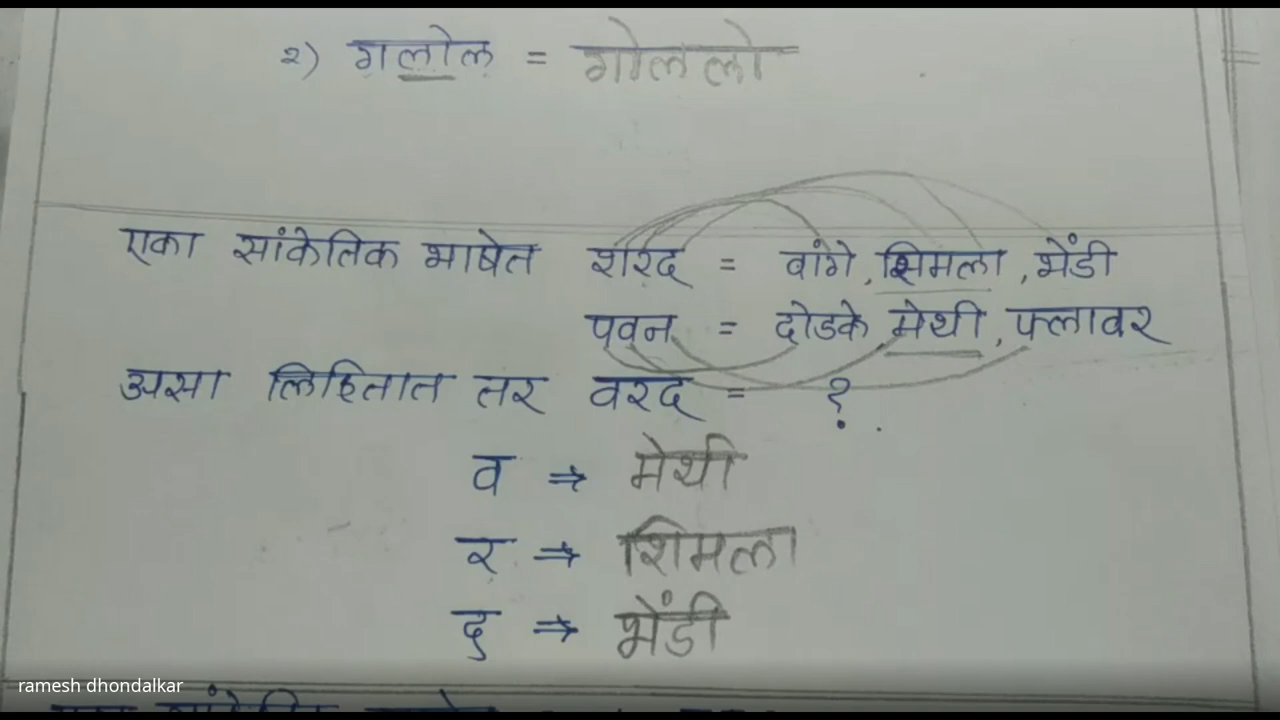 २) गलोल = गोललो
एका सांकेतिक भाषेत शरद = वांगे, शिमला, भेंडी
पवन = दोडके, मेथी, फ्लावर
असा लिहितात तर वरद = ?
व ⇒ मेथी
र ⇒ शिमला
द ⇒ भेंडी
ramesh dhondalkar